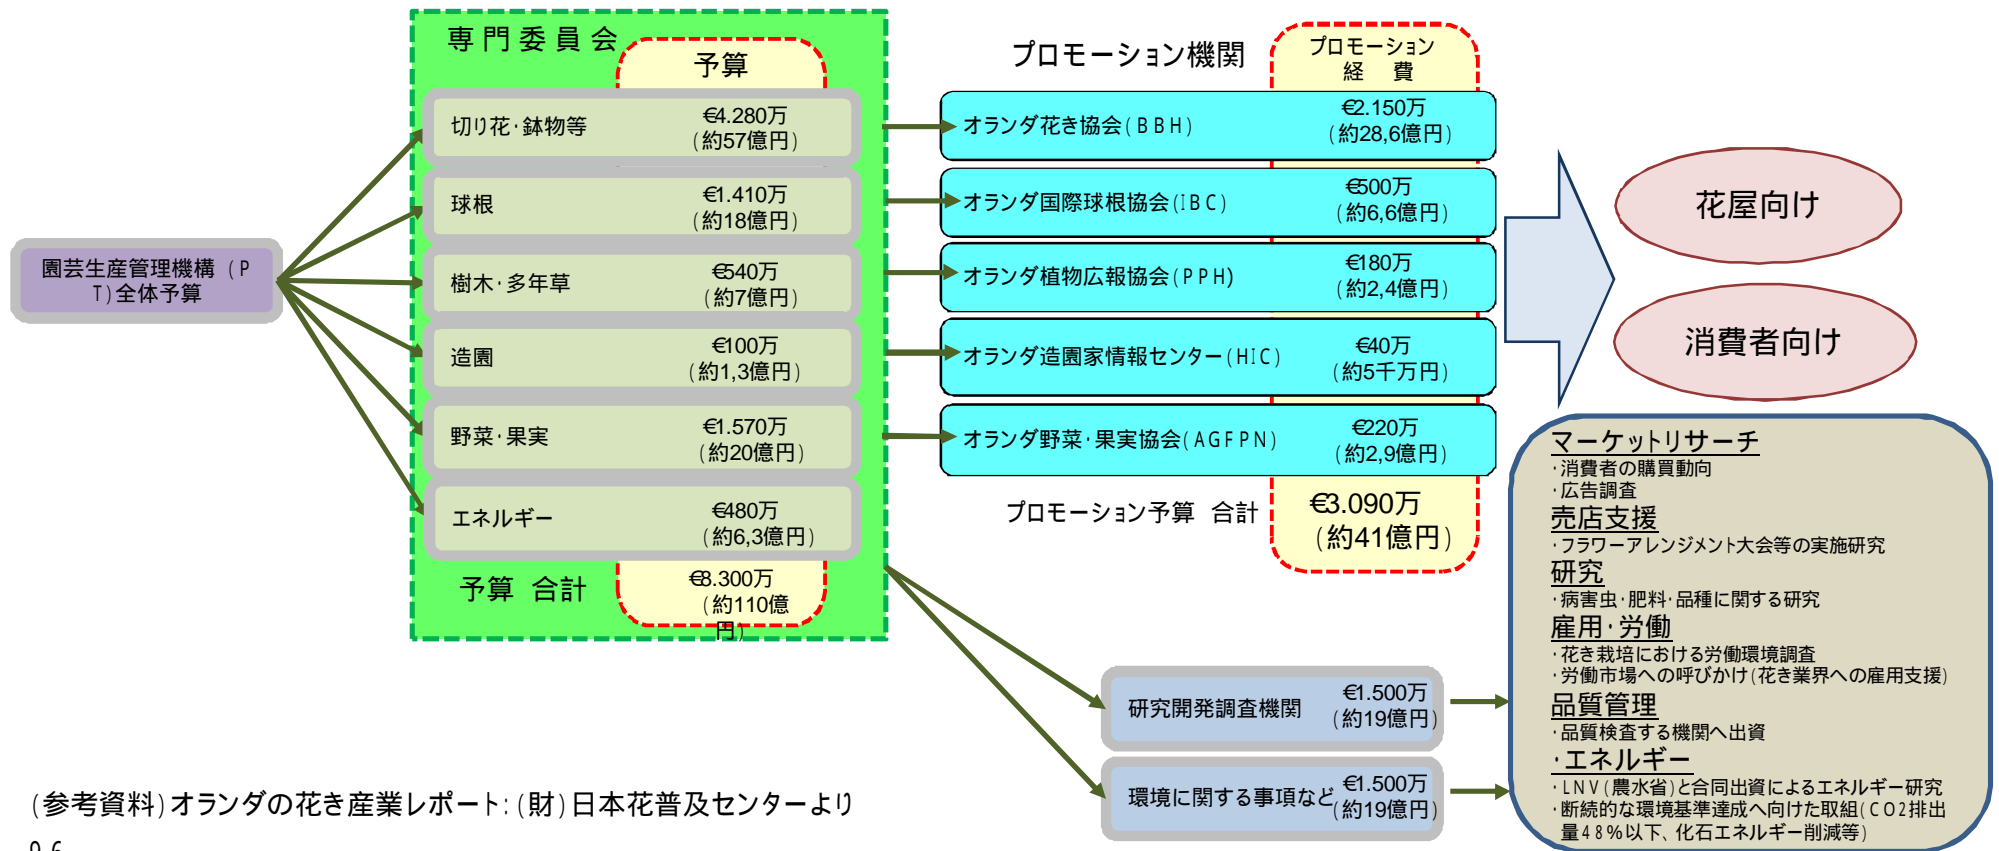 専門委員会
予算
プロモーション機関
プロモーション
経　費
園芸生産管理機構（P
T）全体予算
切り花・鉢物等
€4.280万
（約57億円）
オランダ花き協会（BBH）
€2.150万
（約28,6億円）
球根
€1.410万
（約18億円）
オランダ国際球根協会（IBC）
€500万
（約6,6億円）
樹木・多年草
€540万
（約7億円）
オランダ植物広報協会（PPH）
€180万
（約2,4億円）
造園
€100万
（約1,3億円）
オランダ造園家情報センター（HIC）
€40万
（約5千万円）
野菜・果実
€1.570万
（約20億円）
オランダ野菜・果実協会（AGFPN）
€220万
（約2,9億円）
エネルギー
€480万
（約6,3億円）
プロモーション予算 合計
€3.090万
（約41億円）
予算 合計
€8.300万
（約110億
円）
花屋向け
消費者向け
研究開発調査機関
€1.500万
（約19億円）
環境に関する事項など
€1.500万
（約19億円）
マーケットリサーチ
・消費者の購買動向
・広告調査
売店支援
・フラワーアレンジメント大会等の実施研究
研究
・病害虫・肥料・品種に関する研究
雇用・労働
・花き栽培における労働環境調査
・労働市場への呼びかけ（花き業界への雇用支援）
品質管理
・品質検査する機関へ出資
・エネルギー
・LNV（農水省）と合同出資によるエネルギー研究
・断続的な環境基準達成へ向けた取組（CO2排出
量48%以下、化石エネルギー削減等）
（参考資料）オランダの花き産業レポート：（財）日本花普及センターより